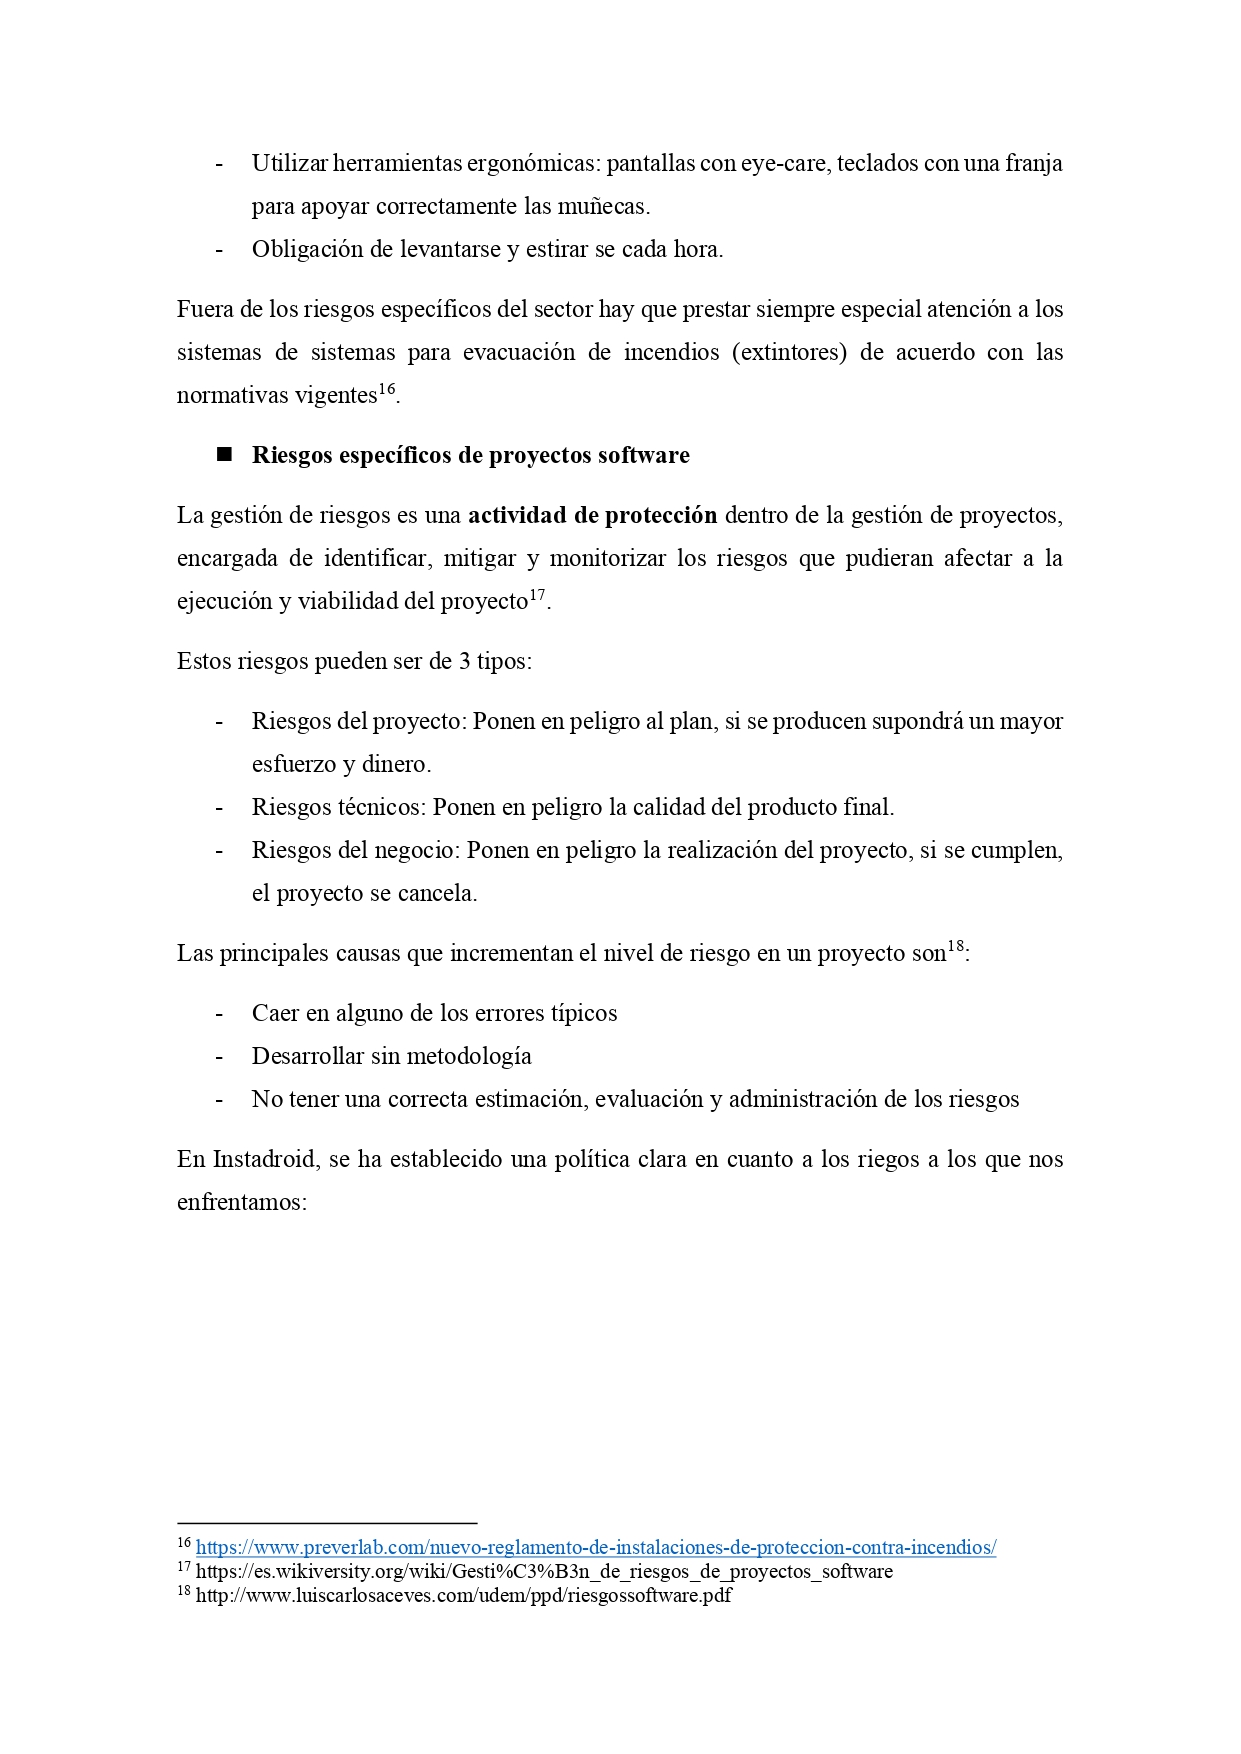 - Utilizar herramientas ergonómicas: pantallas con eye-care, teclados con una franja
para apoyar correctamente las muñecas.
- Obligación de levantarse y estirar se cada hora.
Fuera de los riesgos específicos del sector hay que prestar siempre especial atención a los
sistemas de sistemas para evacuación de incendios (extintores) de acuerdo con las
normativas vigentes16.
■ Riesgos específicos de proyectos software
La gestión de riesgos es una actividad de protección dentro de la gestión de proyectos,
encargada de identificar, mitigar y monitorizar los riesgos que pudieran afectar a la
ejecución y viabilidad del proyecto17.
Estos riesgos pueden ser de 3 tipos:
- Riesgos del proyecto: Ponen en peligro al plan, si se producen supondrá un mayor
esfuerzo y dinero.
- Riesgos técnicos: Ponen en peligro la calidad del producto final.
- Riesgos del negocio: Ponen en peligro la realización del proyecto, si se cumplen,
el proyecto se cancela.
Las principales causas que incrementan el nivel de riesgo en un proyecto son18:
- Caer en alguno de los errores típicos
- Desarrollar sin metodología
- No tener una correcta estimación, evaluación y administración de los riesgos
En Instadroid, se ha establecido una política clara en cuanto a los riegos a los que nos
enfrentamos:
16 https://www.preverlab.com/nuevo-reglamento-de-instalaciones-de-proteccion-contra-incendios/
17 https://es.wikiversity.org/wiki/Gesti%C3%B3n_de_riesgos_de_proyectos_software
18 http://www.luiscarlosaceves.com/udem/ppd/riesgossoftware.pdf